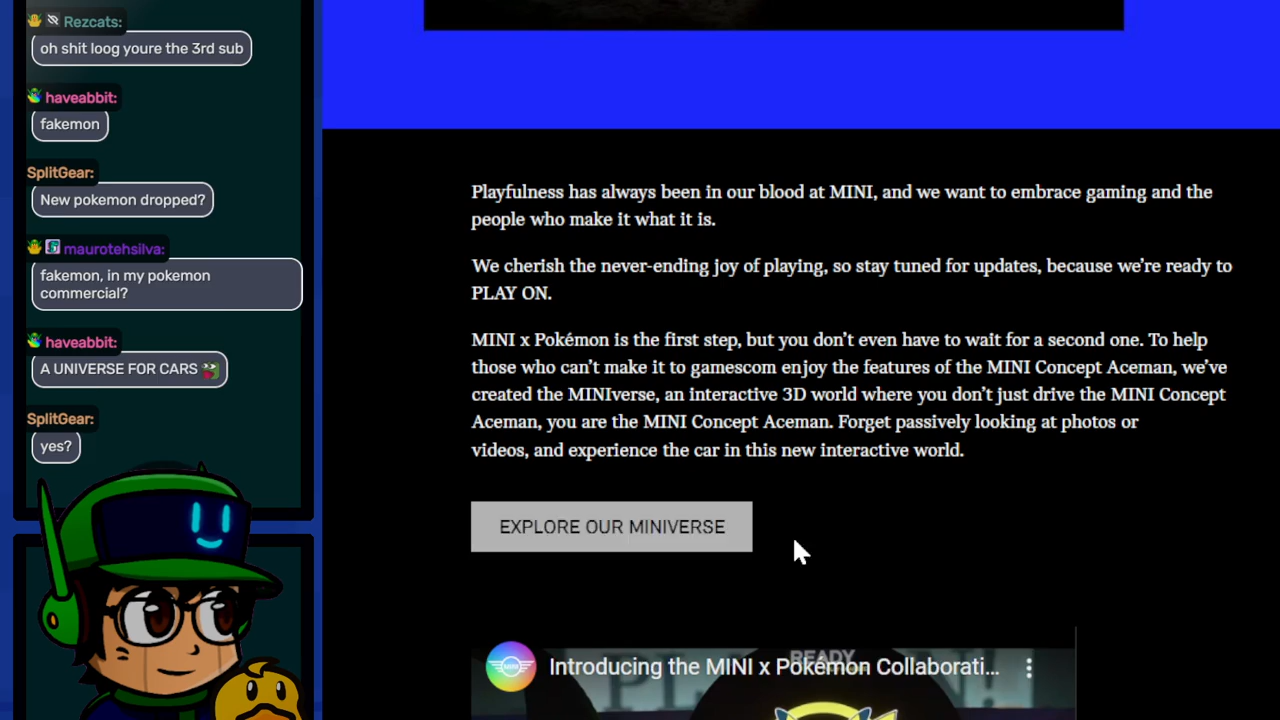 Rezcats:
oh shit loog youre the 3rd sub
haveabbit:
fakemon
SplitGear:
New pokemon dropped?
maurotehsilva:
fakemon, in my pokemon
commercial?
haveabbit:
A UNIVERSE FOR CARS
SplitGear:
yes?
Playfulness has always been in our blood at MINI, and we want to embrace gaming and the
people who make it what it is.
We cherish the never-ending joy of playing, so stay tuned for updates, because we’re ready to
PLAY ON.
MINI x Pokémon is the first step, but you don’t even have to wait for a second one. To help
those who can’t make it to gamescom enjoy the features of the MINI Concept Aceman, we’ve
created the MINIverse, an interactive 3D world where you don’t just drive the MINI Concept
Aceman, you are the MINI Concept Aceman. Forget passively looking at photos or
videos, and experience the car in this new interactive world.
EXPLORE OUR MINIVERSE
READY
Introducing the MINI x Pokémon Collaborati...